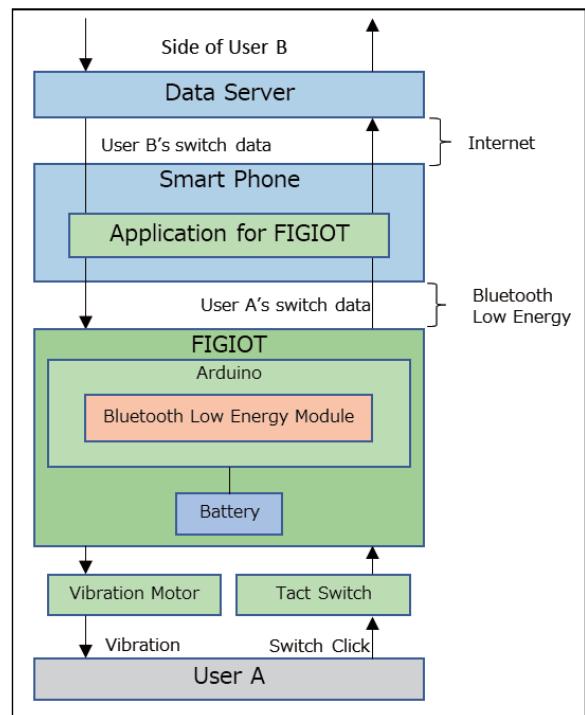 Side of User B
Data Server
User B's switch data
Internet
Smart Phone
Application for FIGIOT
User A's switch data
Bluetooth
Low Energy
FIGIOT
Arduino
Bluetooth Low Energy Module
Battery
Vibration Motor
Tact Switch
Vibration
Switch Click
User A